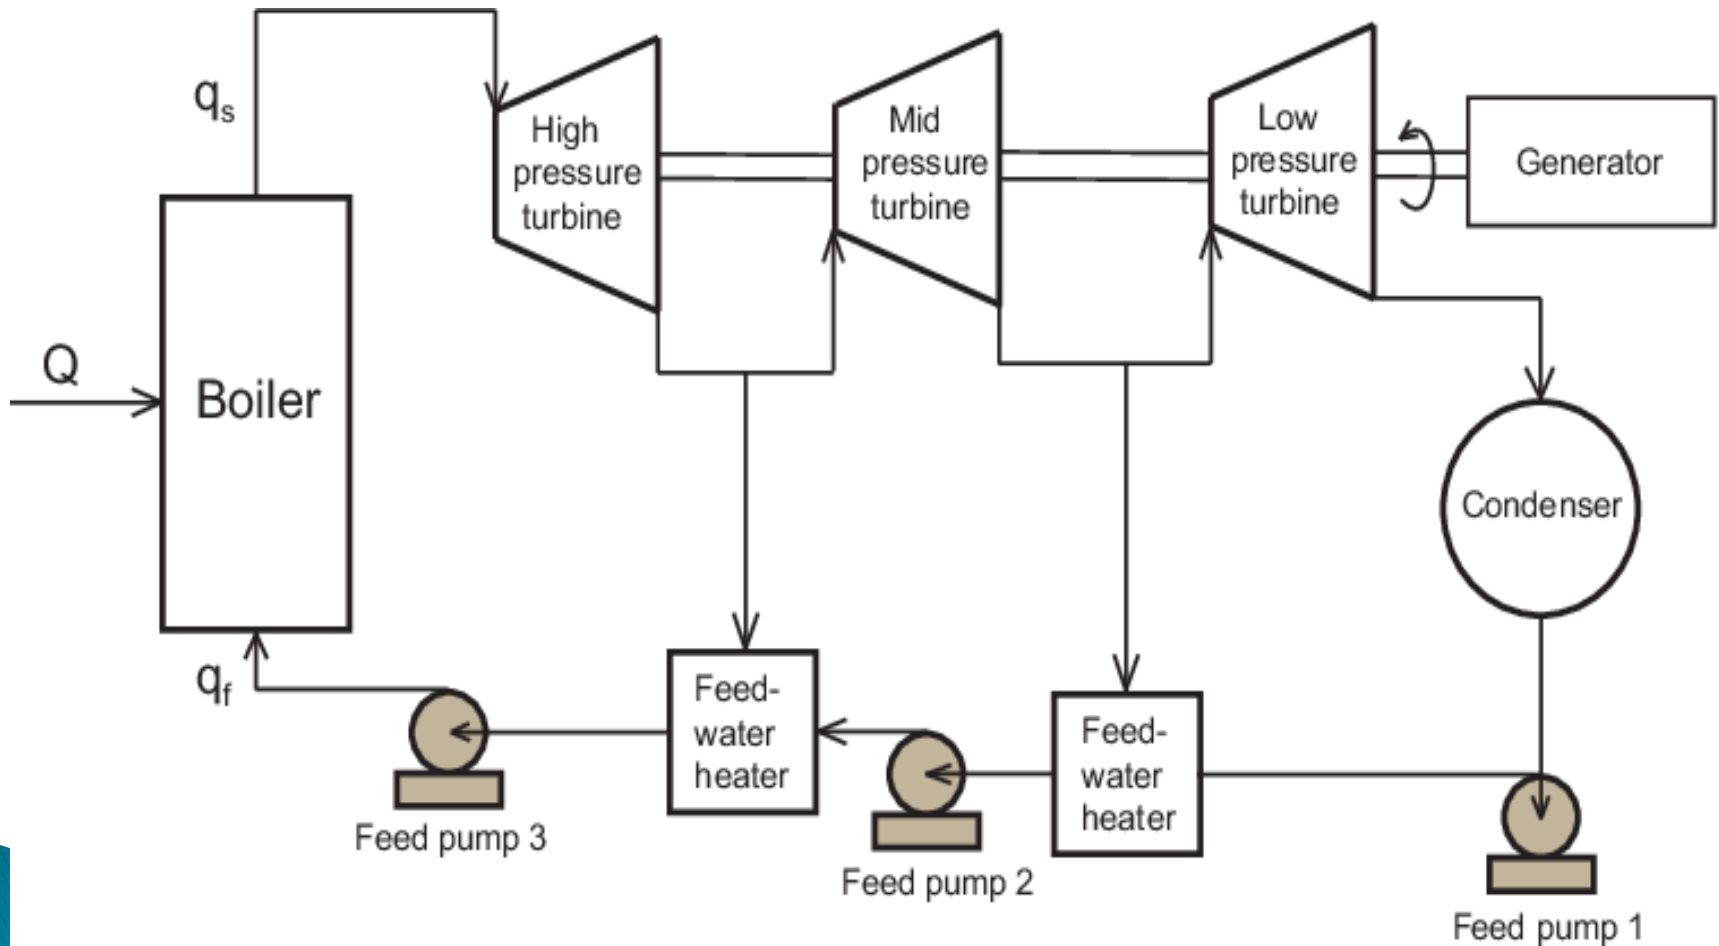 qs
High
pressure
turbine
Mid
pressure
turbine
Low
pressure
turbine
Generator
Q
Boiler
Condenser
qf
Feed-
water
heater
Feed-
water
heater
Feed pump 3
Feed pump 2
Feed pump 1